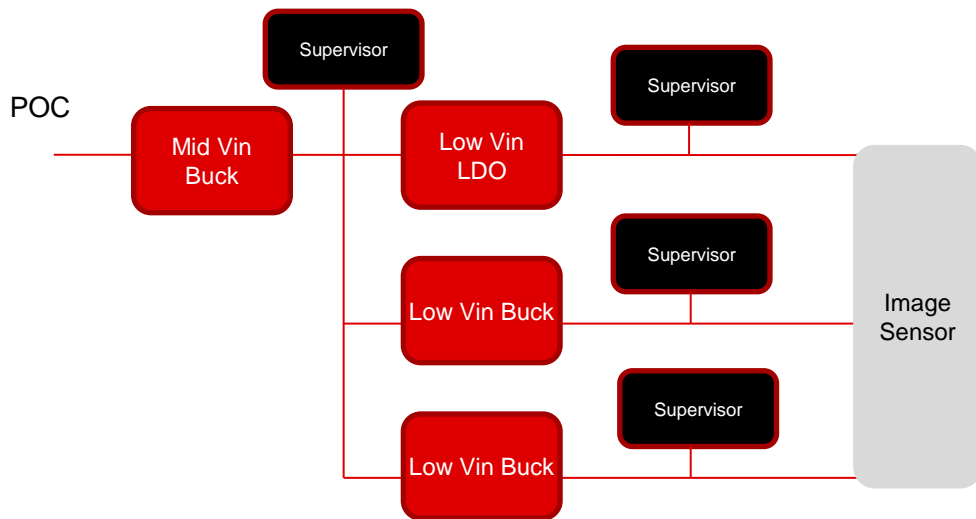 Supervisor
Supervisor
POC
Mid Vin
Buck
Low Vin
LDO
Supervisor
Low Vin Buck
Image
Sensor
Supervisor
Low Vin Buck